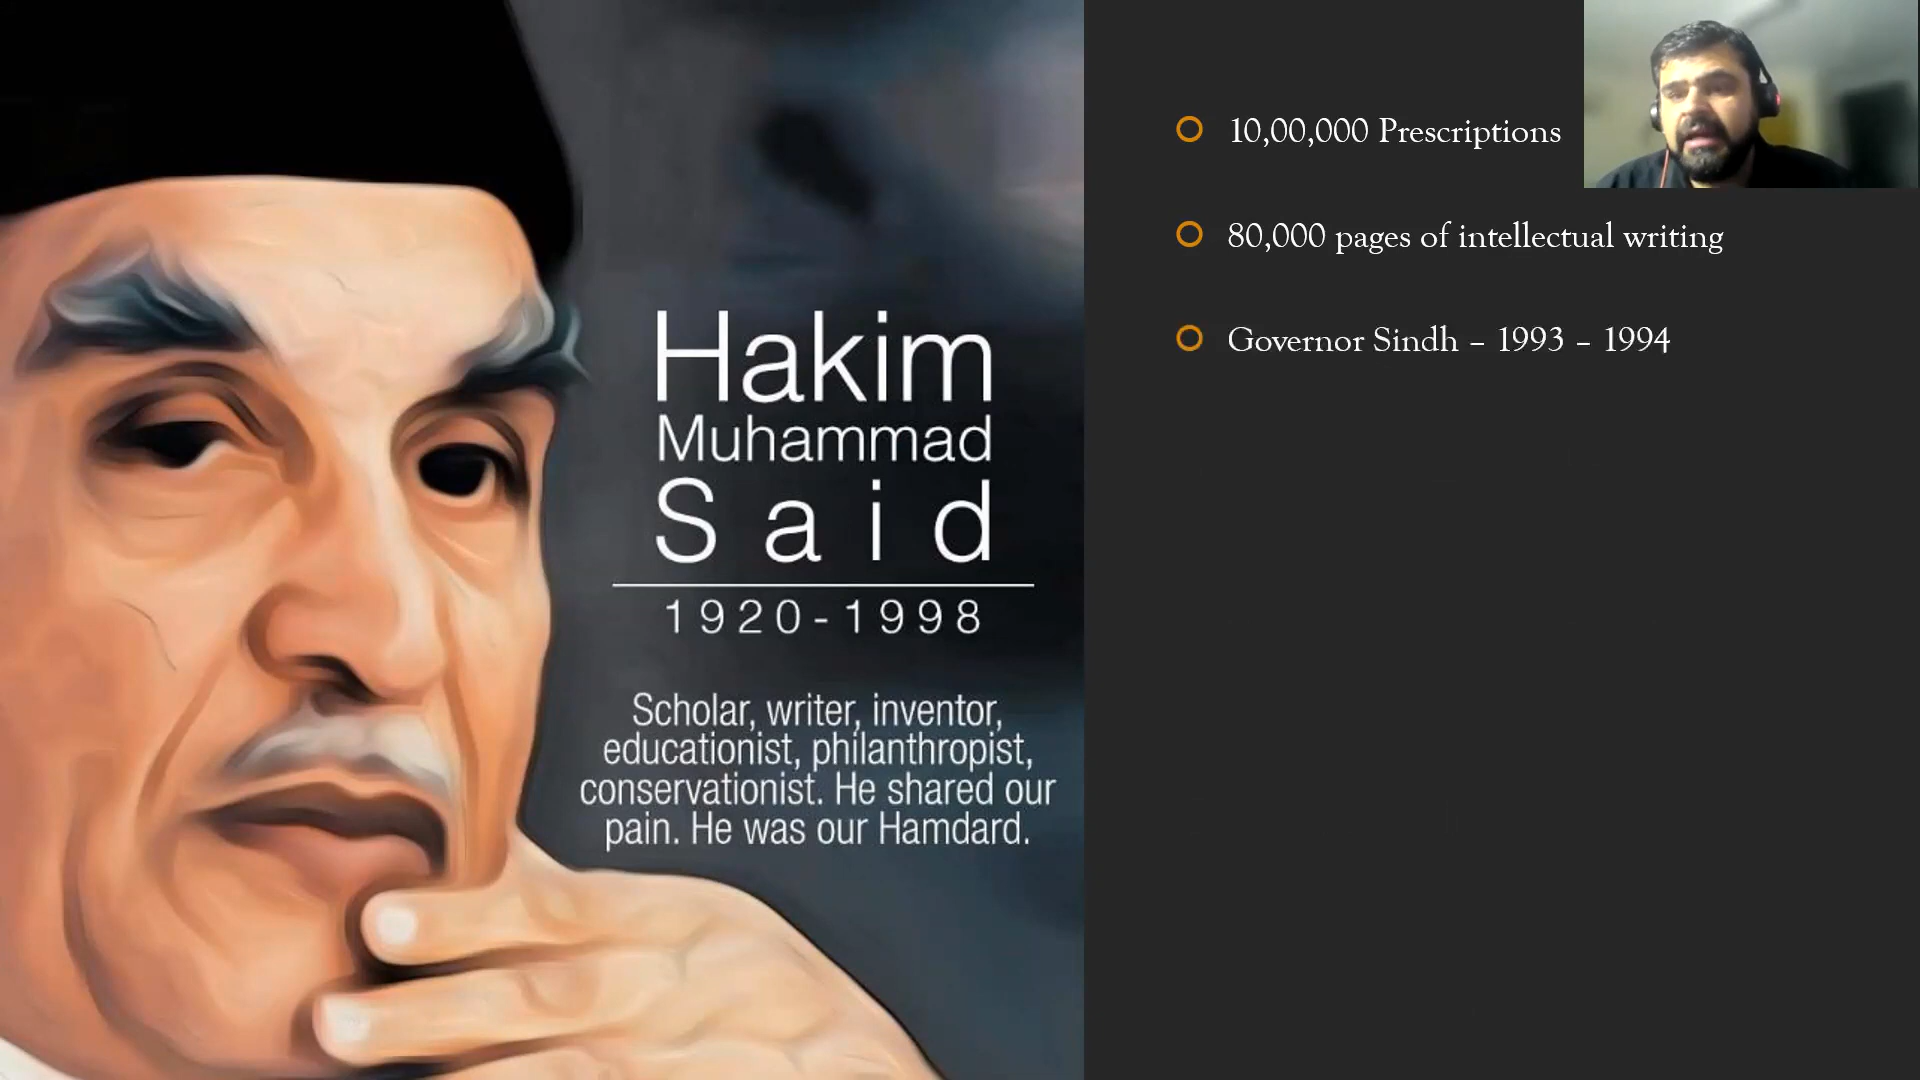 Hakim
Muhammad
Said
1920-1998
Scholar, writer, inventor,
educationist, philanthropist,
conservationist. He shared our
pain. He was our Hamdard.
10,00,000 Prescriptions
80,000 pages of intellectual writing
Governor Sindh – 1993 – 1994